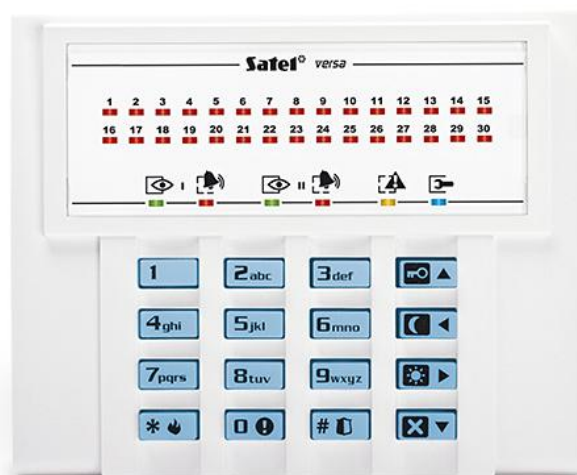 Satel® versa
1 2 3 4 5 6 7 8 9 10 11 12 13 14 15
16 17 18 19 20 21 22 23 24 25 26 27 28 29 30
I II
1 2abc 3def
4ghi 5jkl 6mno
7pqrs 8tuv 9wxyz
* 0 #